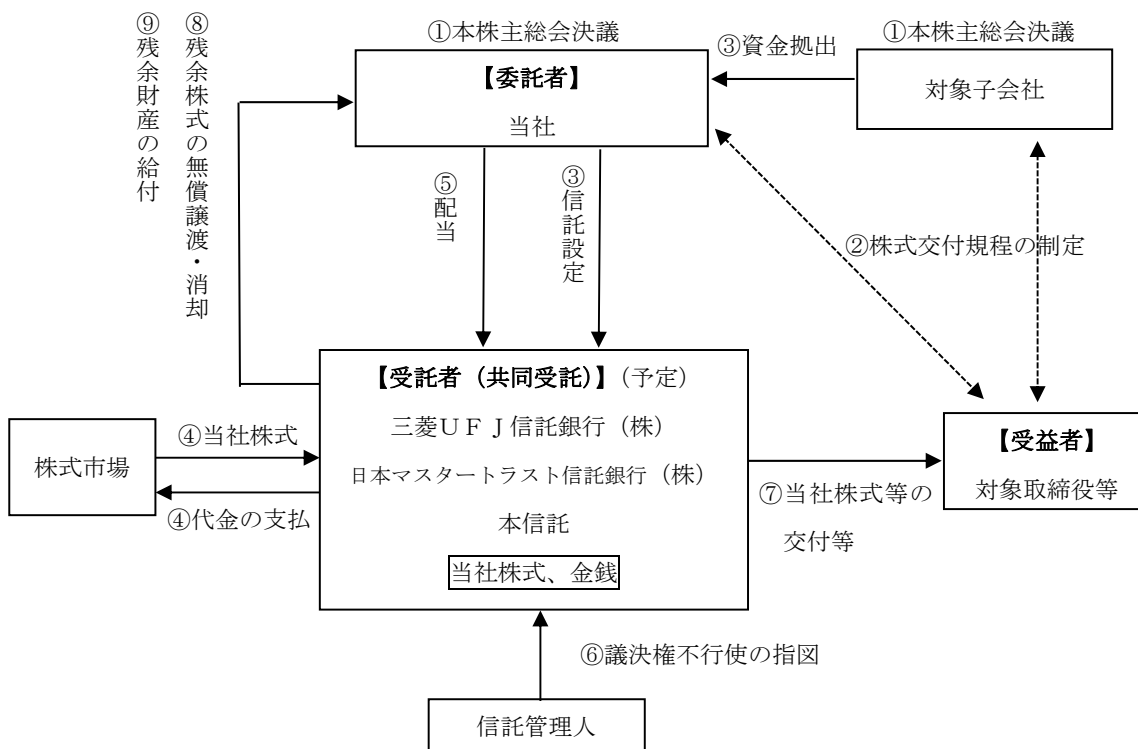 ⑨残余財産の給付
⑧残余株式の無償譲渡・消却
①本株主総会決議
【委託者】
当社
③資金拠出
①本株主総会決議
対象子会社
⑤配当
③信託設定
②株式交付規程の制定
【受託者（共同受託）】（予定）
三菱UFJ信託銀行（株）
日本マスタートラスト信託銀行（株）
本信託
当社株式、金銭
株式市場
④当社株式
④代金の支払
【受益者】
対象取締役等
⑦当社株式等の
交付等
⑥議決権不行使の指図
信託管理人